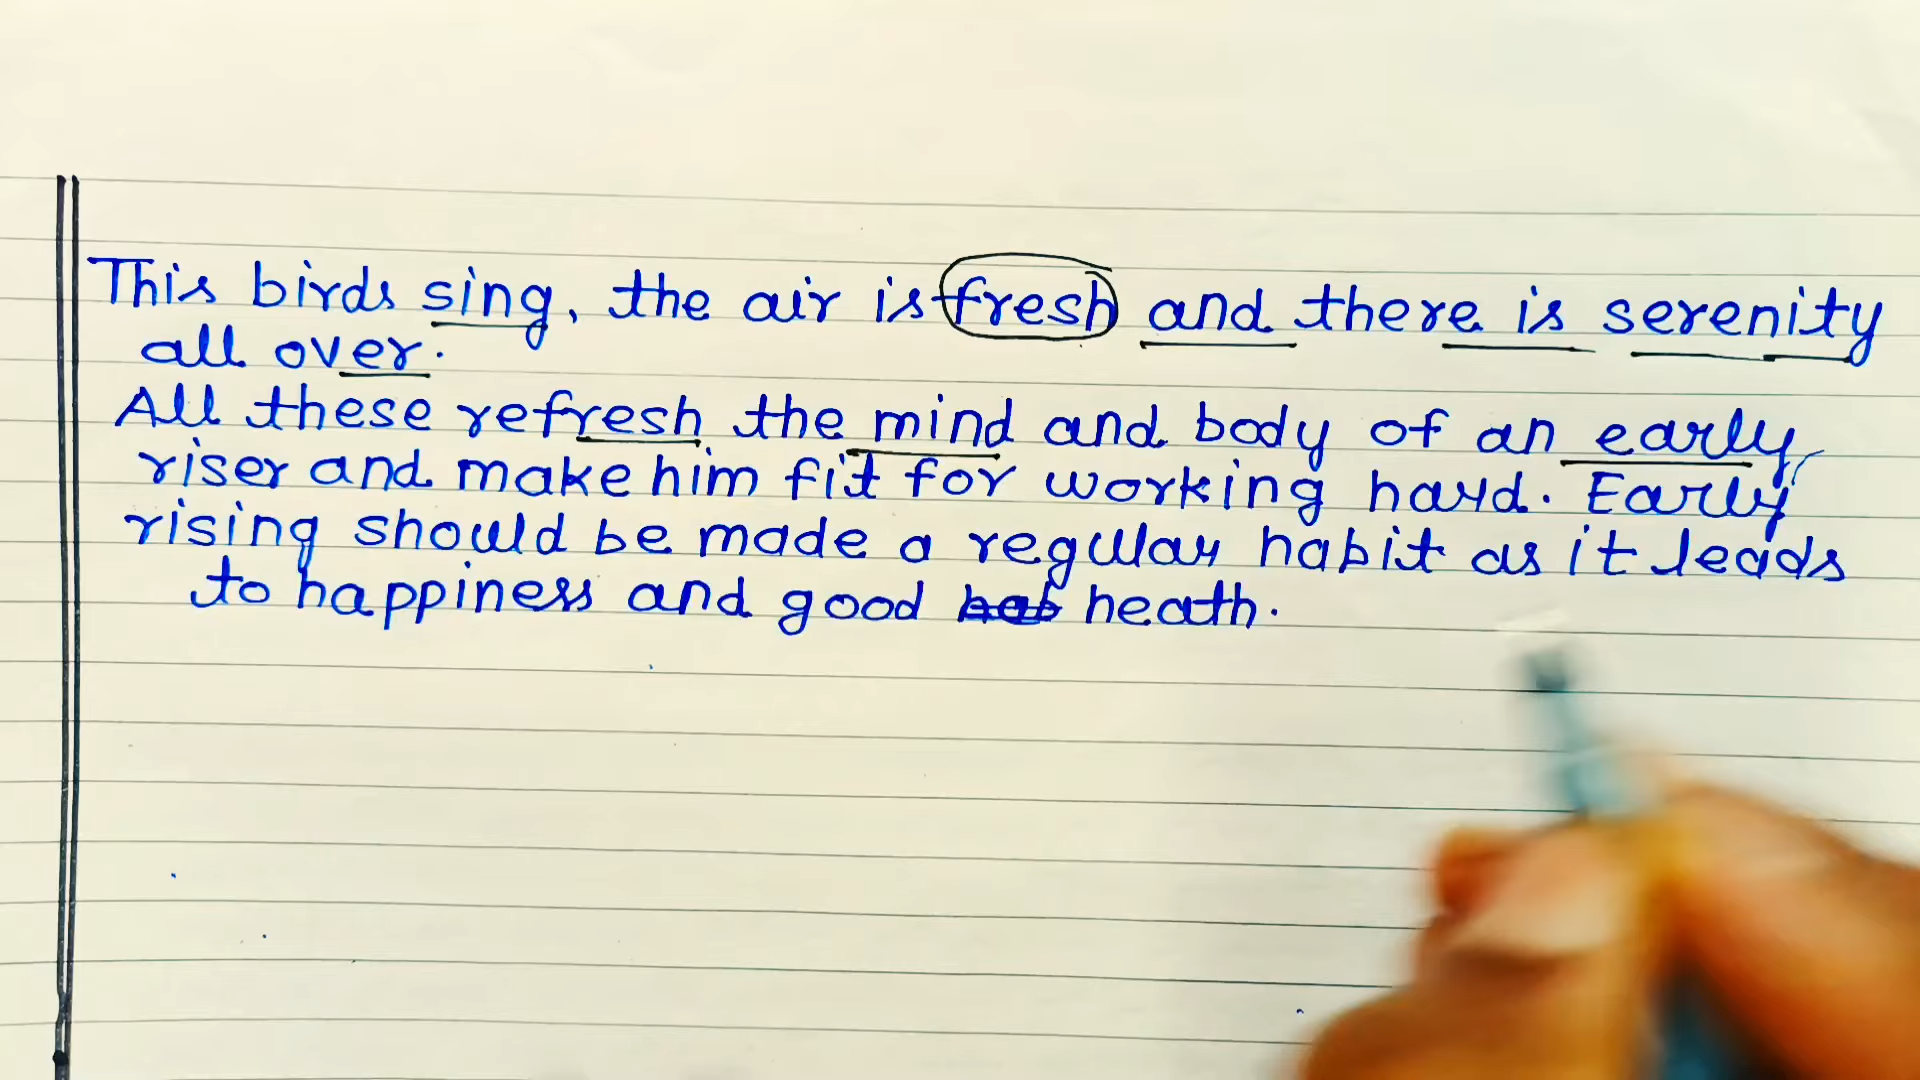 This birds sing, the air is fresh and there is serenity
all over.
All these refresh the mind and body of an early
riser and make him fit for working hard. Early
rising should be made a regular habit as it leads
to happiness and good heath.